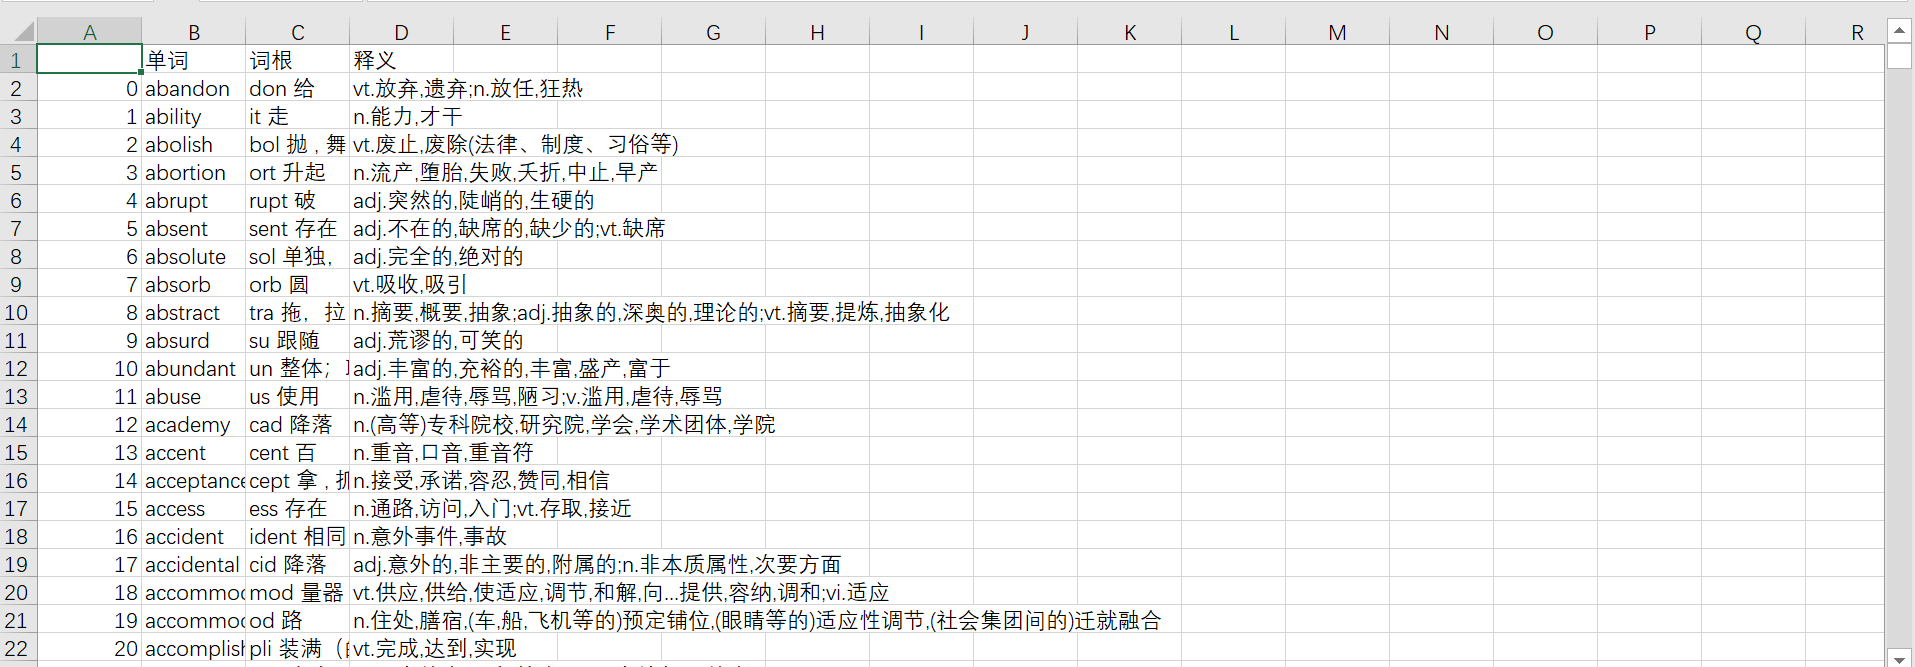 A B C D E F G H I J K L M N O P Q R
1 单词 词根 释义
2 0 abandon don 给 vt.放弃,遗弃;n.放任,狂热
3 1 ability it 走 n.能力,才干
4 2 abolish bol 抛 , 舞 vt.废止,废除(法律、制度、习俗等)
5 3 abortion ort 升起 n.流产,堕胎,失败,夭折,中止,早产
6 4 abrupt rupt 破 adj.突然的,陡峭的,生硬的
7 5 absent sent 存在 adj.不在的,缺席的,缺少的;vt.缺席
8 6 absolute sol 单独, adj.完全的,绝对的
9 7 absorb orb 圆 vt.吸收,吸引
10 8 abstract tra 拖, 拉 n.摘要,概要,抽象;adj.抽象的,深奥的,理论的;vt.摘要,提炼,抽象化
11 9 absurd su 跟随 adj.荒谬的,可笑的
12 10 abundant un 整体; adj.丰富的,充裕的,丰富,盛产,富于
13 11 abuse us 使用 n.滥用,虐待,辱骂,陋习;v.滥用,虐待,辱骂
14 12 academy cad 降落 n.(高等)专科院校,研究院,学会,学术团体,学院
15 13 accent cent 百 n.重音,口音,重音符
16 14 acceptance cept 拿 , 抓 n.接受,承诺,容忍,赞同,相信
17 15 access ess 存在 n.通路,访问,入门;vt.存取,接近
18 16 accident ident 相同 n.意外事件,事故
19 17 accidental cid 降落 adj.意外的,非主要的,附属的;n.非本质属性,次要方面
20 18 accommo mod 量器 vt.供应,供给,使适应,调节,和解,向...提供,容纳,调和;vi.适应
21 19 accommo od 路 n.住处,膳宿,(车,船,飞机等的)预定铺位,(眼睛等的)适应性调节,(社会集团间的)迁就融合
22 20 accomplish pli 装满 ( vt.完成,达到,实现